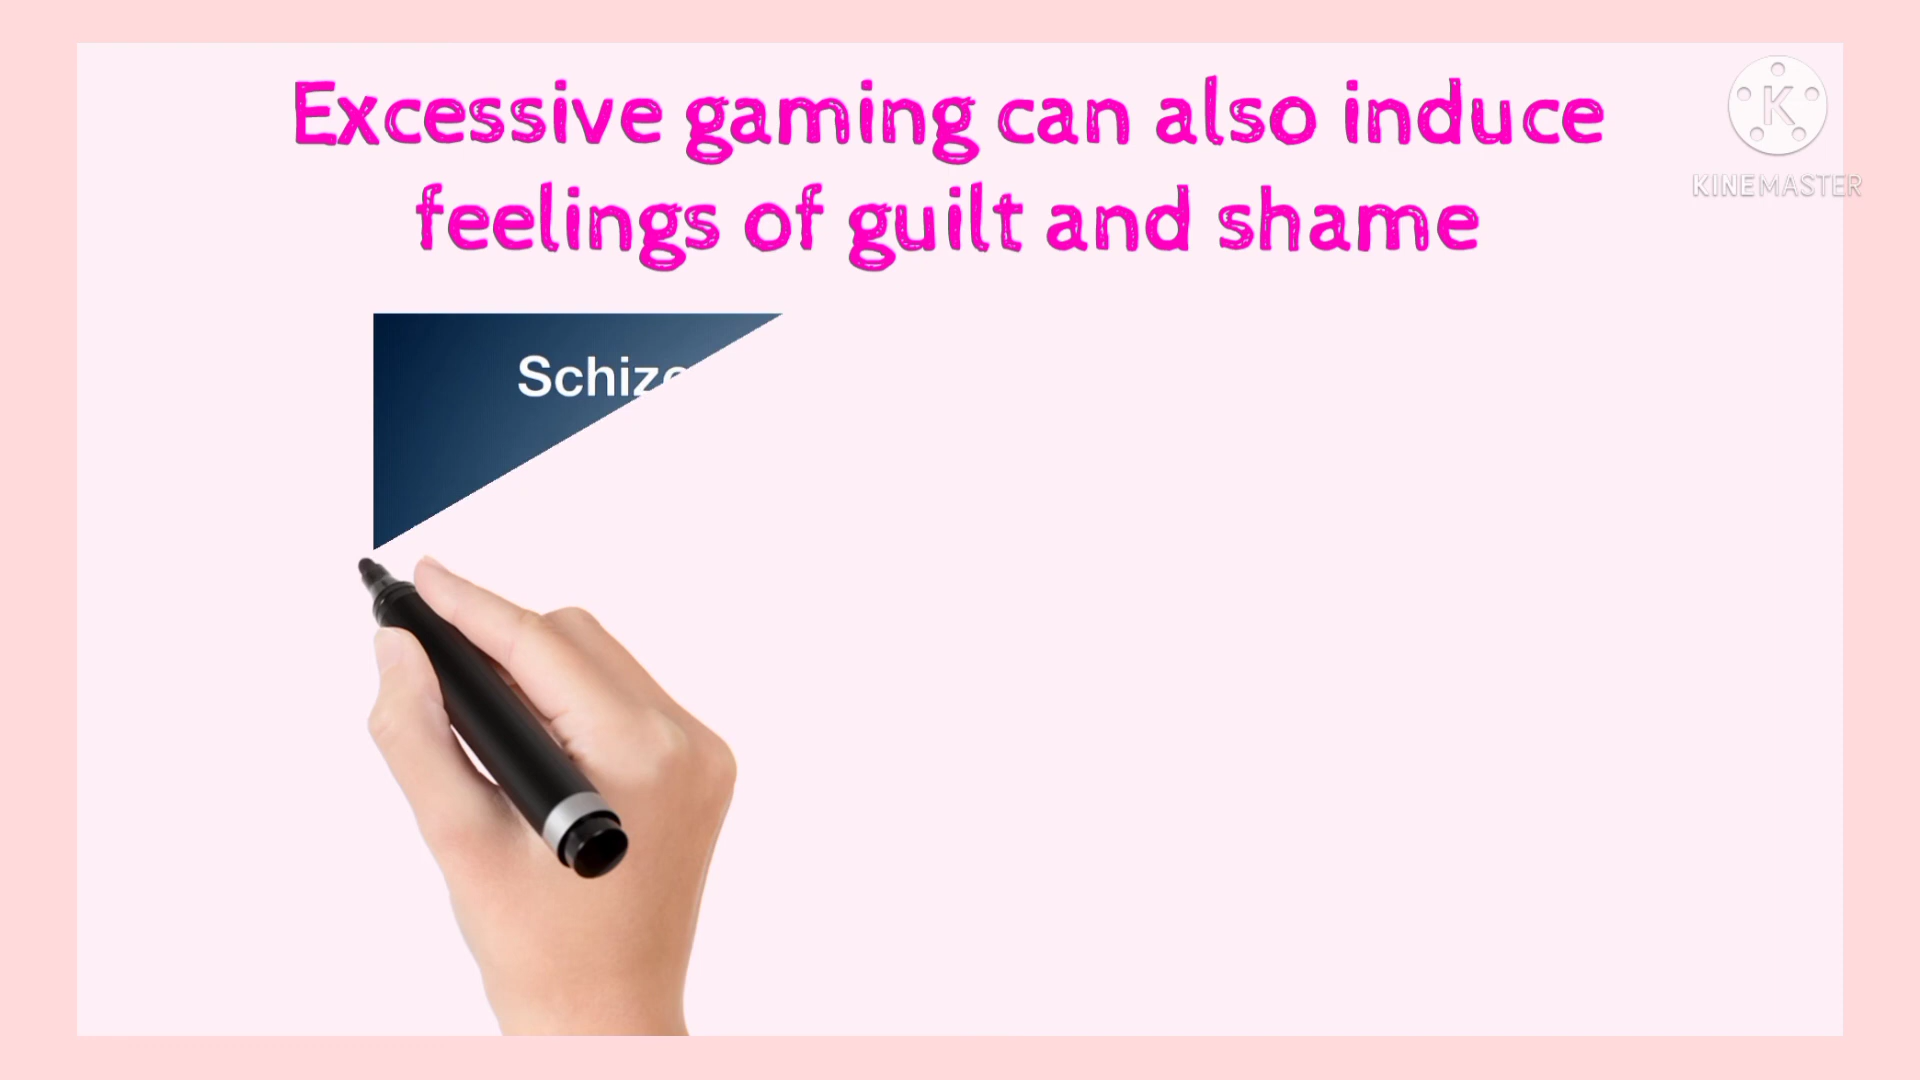 Excessive gaming can also induce
feelings of guilt and shame
K
KINEMASTER